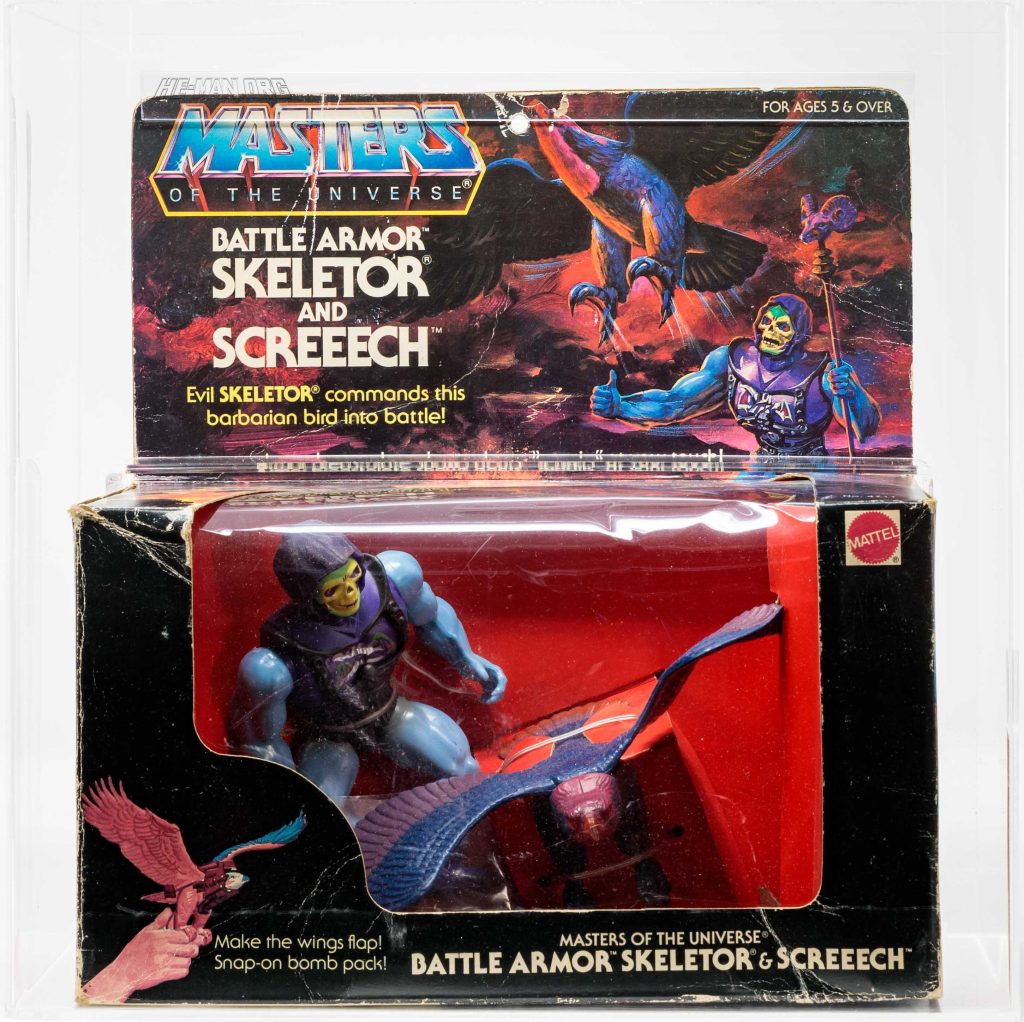 HE-MAN.ORG
MASTERS
OF THE UNIVERSE®
FOR AGES 5 & OVER
BATTLE ARMOR™
SKELETOR®
AND
SCREEECH™
Evil SKELETOR® commands this
barbarian bird into battle!
MATTEL®
Make the wings flap!
Snap-on bomb pack!
MASTERS OF THE UNIVERSE®
BATTLE ARMOR™ SKELETOR® & SCREEECH™